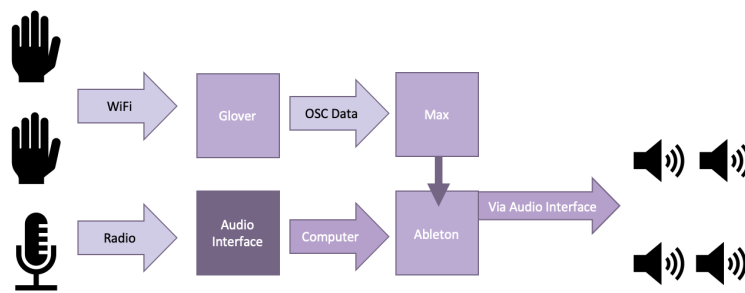 WiFi
Glover
OSC Data
Max
Radio
Audio
Interface
Computer
Ableton
Via Audio Interface